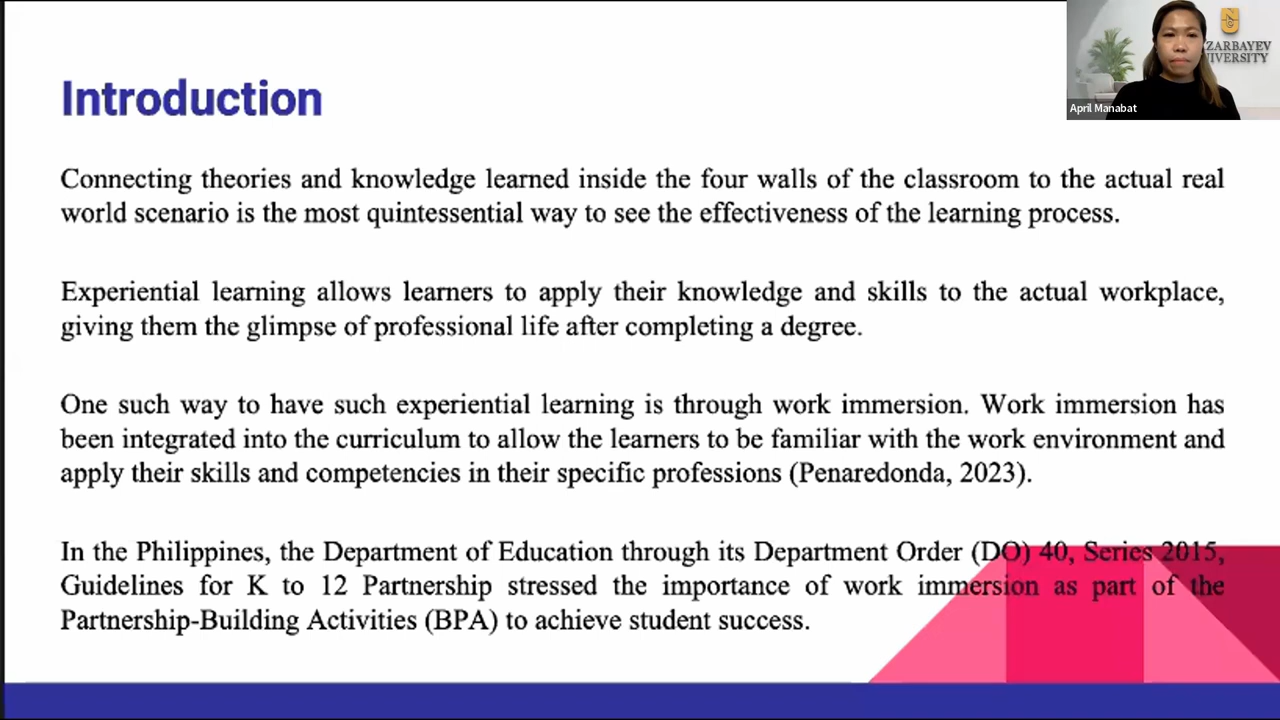 Introduction
Connecting theories and knowledge learned inside the four walls of the classroom to the actual real
world scenario is the most quintessential way to see the effectiveness of the learning process.
Experiential learning allows learners to apply their knowledge and skills to the actual workplace,
giving them the glimpse of professional life after completing a degree.
One such way to have such experiential learning is through work immersion. Work immersion has
been integrated into the curriculum to allow the learners to be familiar with the work environment and
apply their skills and competencies in their specific professions (Penaredonda, 2023).
In the Philippines, the Department of Education through its Department Order (DO) 40, Series 2015,
Guidelines for K to 12 Partnership stressed the importance of work immersion as part of the
Partnership-Building Activities (BPA) to achieve student success.
ZARBAYEV
IVERSITY
April Manabat